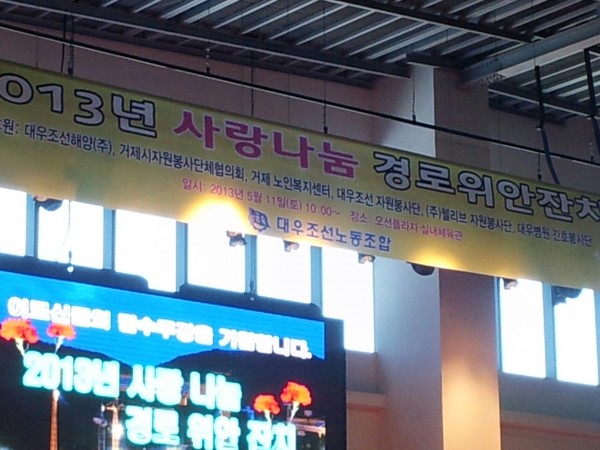 013년 사랑나눔 경로위안잔치
후원: 대우조선해양(주), 거제시자원봉사단체협의회, 거제 노인복지센터, 대우조선 자원봉사단, (주)웰리브 자원봉사단, 대우병원 간호봉사단
일시: 2013년 5월 11일(토) 10:00~ 장소: 오션플라자 실내체육관
대우조선노동조합
만수무강을 기원합니다.
2013년 사랑 나눔
경로 위안 잔치